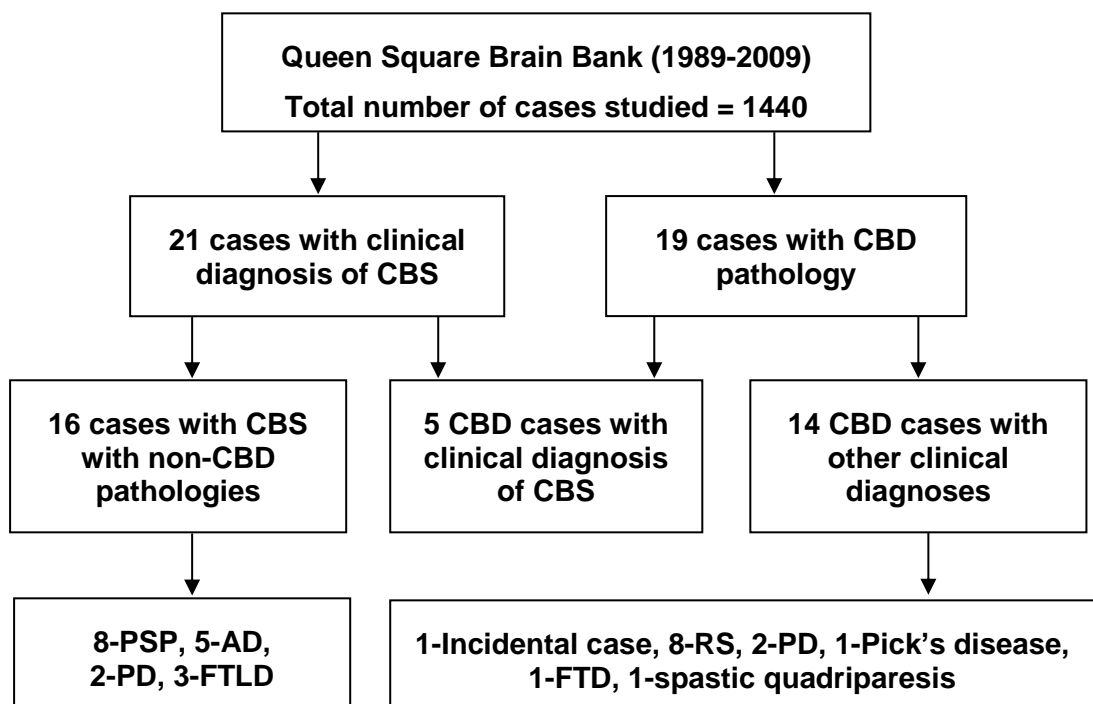 Queen Square Brain Bank (1989-2009)
Total number of cases studied = 1440
21 cases with clinical
diagnosis of CBS
19 cases with CBD
pathology
16 cases with CBS
with non-CBD
pathologies
5 CBD cases with
clinical diagnosis
of CBS
14 CBD cases with
other clinical
diagnoses
8-PSP, 5-AD,
2-PD, 3-FTLD
1-Incidental case, 8-RS, 2-PD, 1-Pick’s disease,
1-FTD, 1-spastic quadriparesis